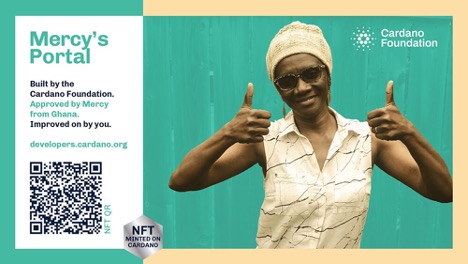 Mercy's
Portal
Cardano
Foundation
Built by the
Cardano Foundation.
Approved by Mercy
from Ghana.
Improved on by you.
developers.cardano.org
NFT QR
NFT
MINTED ON
CARDANO